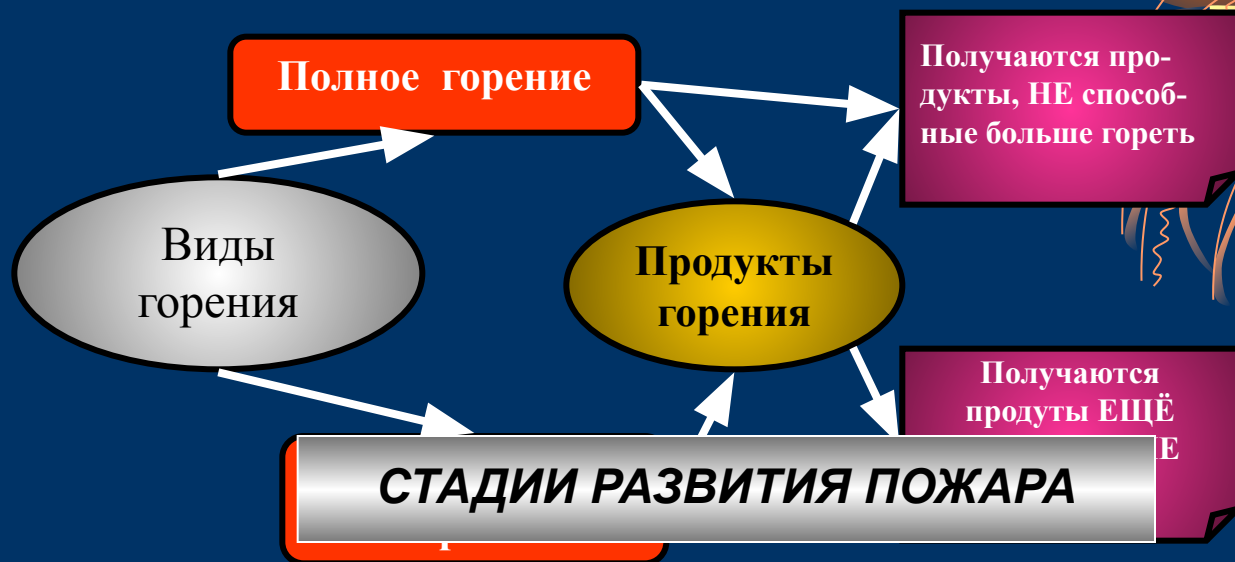 Полное горение
Получаются про-
дукты, НЕ способ-
ные больше гореть
Виды
горения
Продукты
горения
Получаются
продуты ЕЩЁ
СТАДИИ РАЗВИТИЯ ПОЖАРА